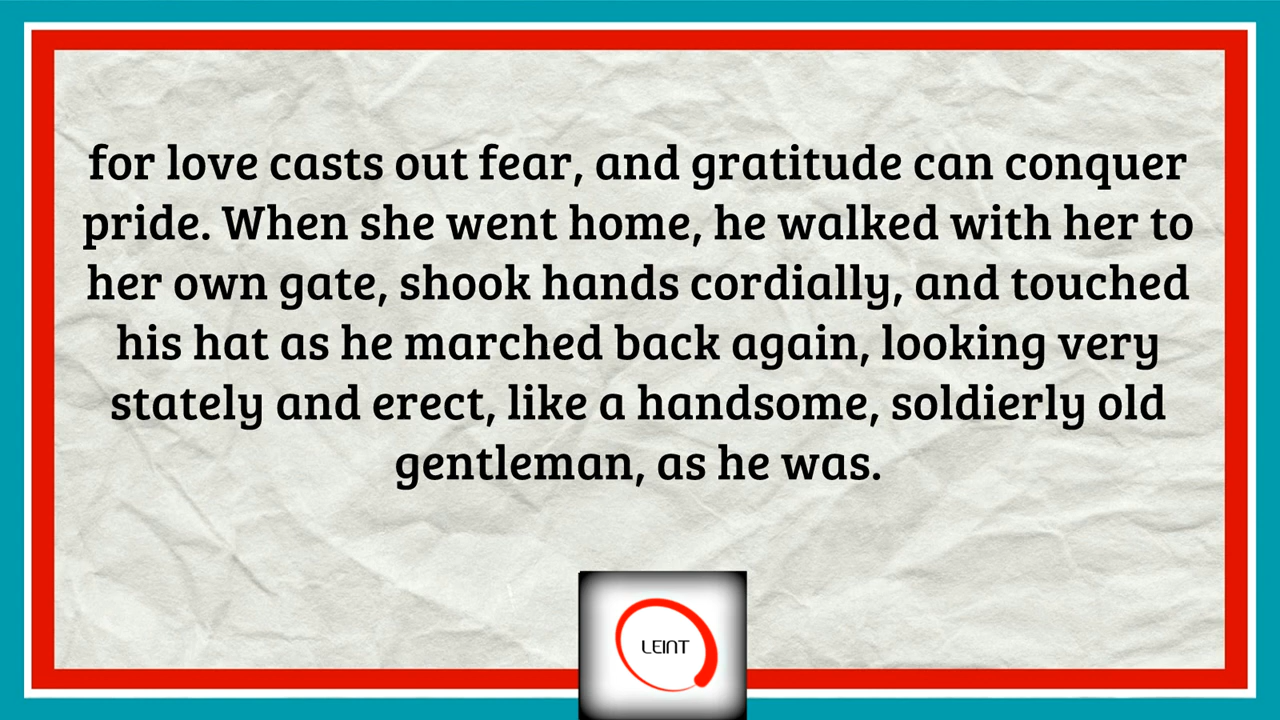 for love casts out fear, and gratitude can conquer
pride. When she went home, he walked with her to
her own gate, shook hands cordially, and touched
his hat as he marched back again, looking very
stately and erect, like a handsome, soldierly old
gentleman, as he was.
LEINT